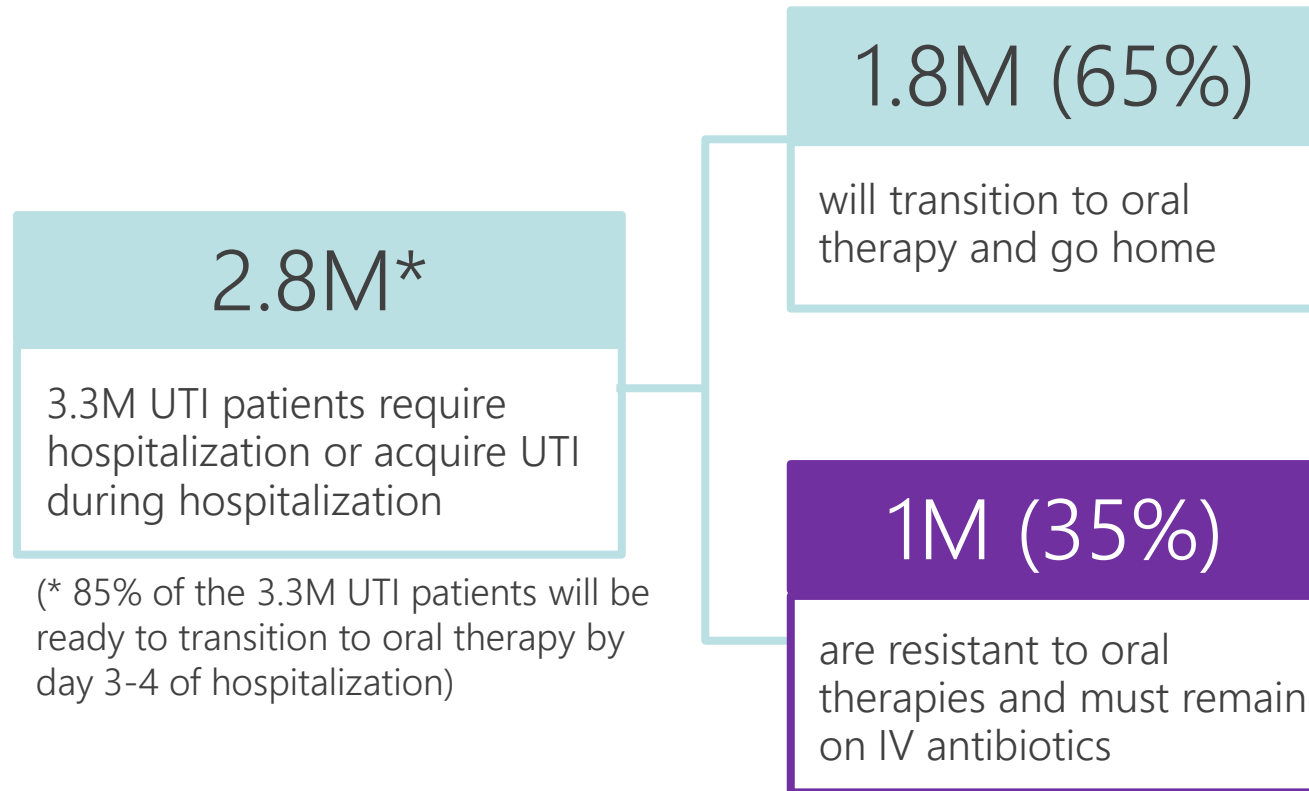 2.8M*
3.3M UTI patients require
hospitalization or acquire UTI
during hospitalization
(* 85% of the 3.3M UTI patients will be
ready to transition to oral therapy by
day 3-4 of hospitalization)
1.8M (65%)
will transition to oral
therapy and go home
1M (35%)
are resistant to oral
therapies and must remain
on IV antibiotics